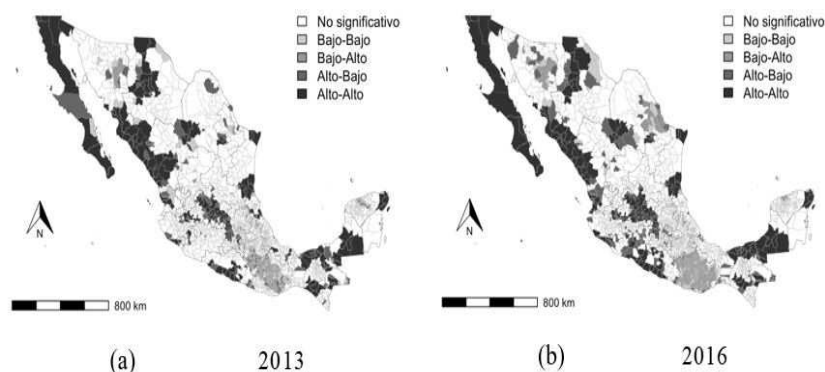 No significativo
Bajo-Bajo
Bajo-Alto
Alto-Bajo
Alto-Alto
N
800 km
(a) 2013
No significativo
Bajo-Bajo
Bajo-Alto
Alto-Bajo
Alto-Alto
N
800 km
(b) 2016